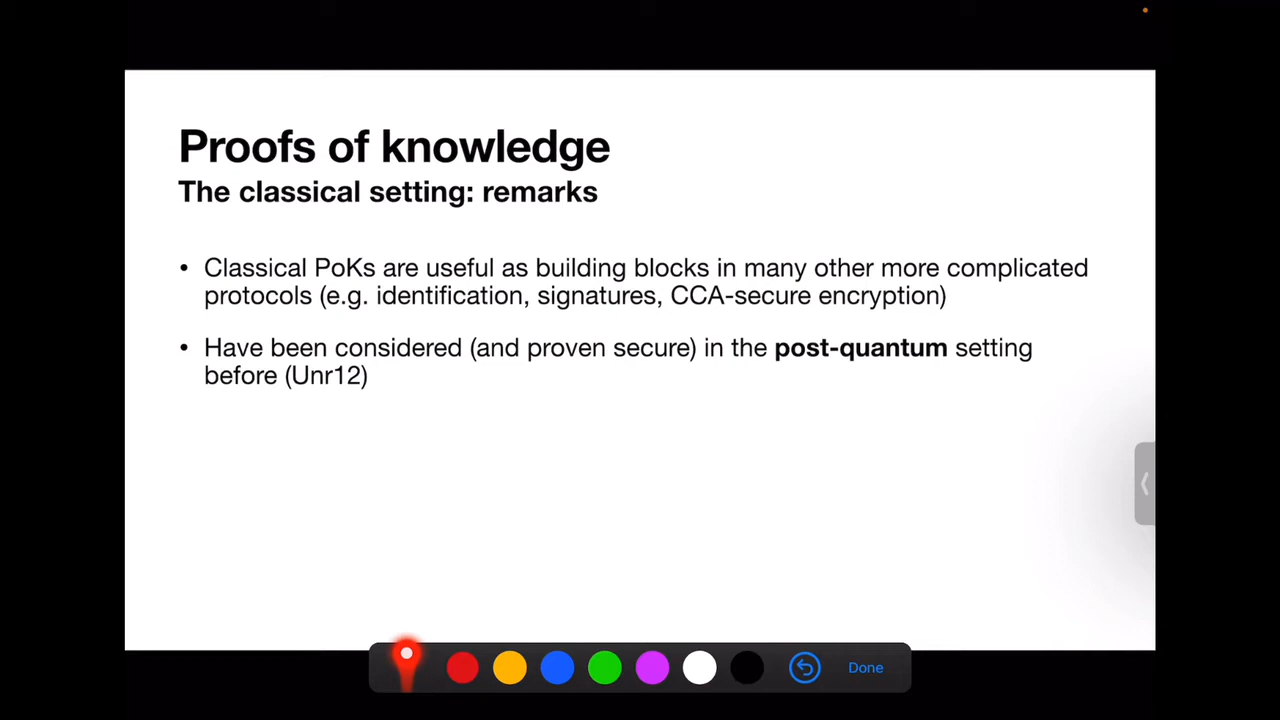 Proofs of knowledge
The classical setting: remarks
• Classical PoKs are useful as building blocks in many other more complicated
protocols (e.g. identification, signatures, CCA-secure encryption)
• Have been considered (and proven secure) in the post-quantum setting
before (Unr12)
Done